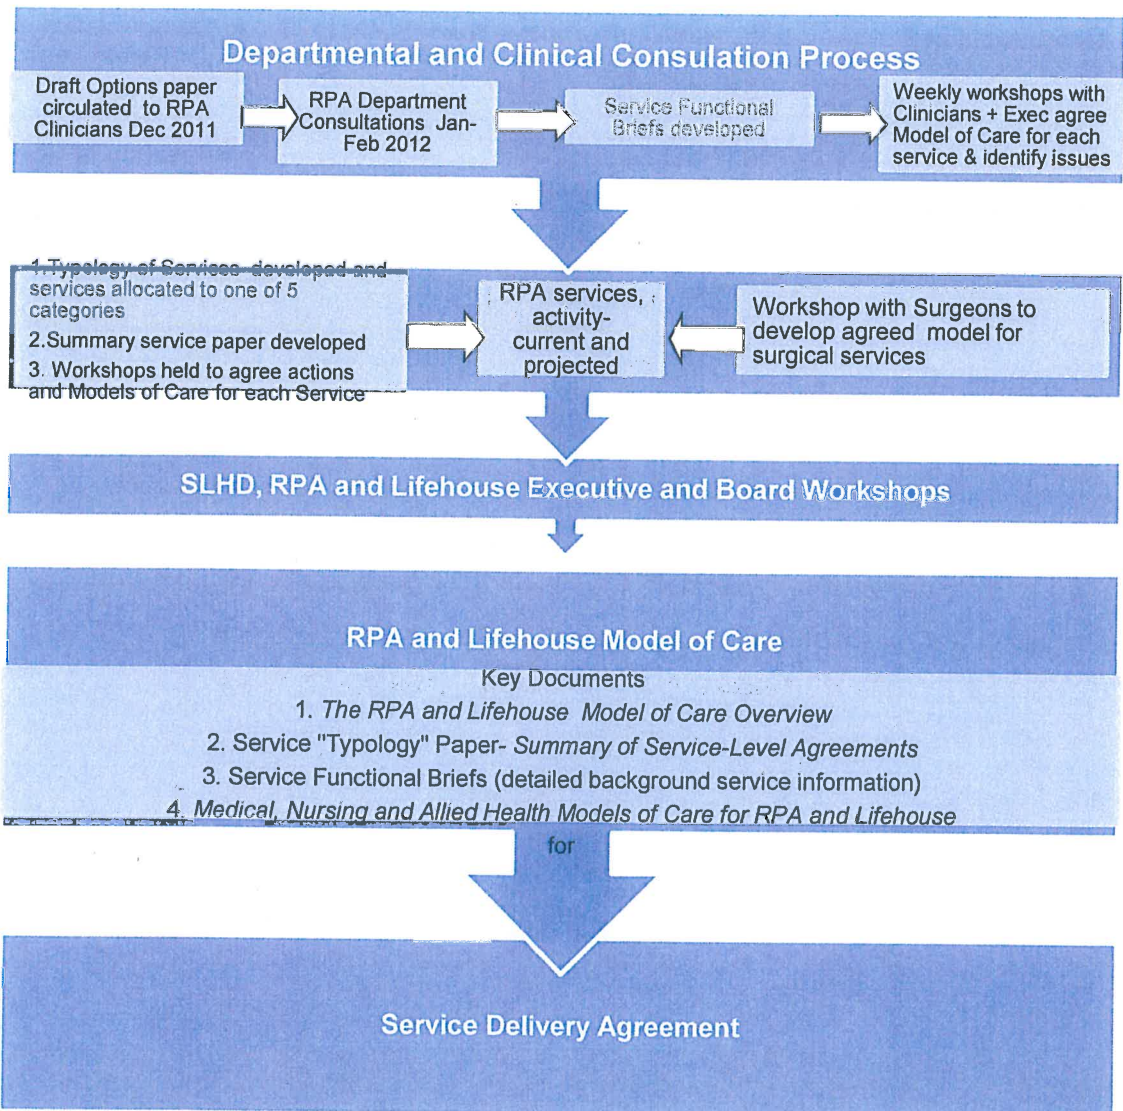 Departmental and Clinical Consulation Process
Draft Options paper
circulated to RPA
Clinicians Dec 2011
RPA Department
Consultations Jan-
Feb 2012
Service Functional
Briefs developed
Weekly workshops with
Clinicians + Exec agree
Model of Care for each
service & identify issues
1.Typology of Services developed and
services allocated to one of 5
categories
2.Summary service paper developed
3. Workshops held to agree actions
and Models of Care for each Service
RPA services,
activity-
current and
projected
Workshop with Surgeons to
develop agreed model for
surgical services
SLHD, RPA and Lifehouse Executive and Board Workshops
RPA and Lifehouse Model of Care
Key Documents
1. The RPA and Lifehouse Model of Care Overview
2. Service "Typology" Paper- Summary of Service-Level Agreements
3. Service Functional Briefs (detailed background service information)
4. Medical, Nursing and Allied Health Models of Care for RPA and Lifehouse
for
Service Delivery Agreement